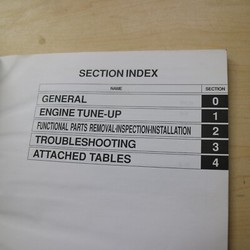 SECTION INDEX
NAME SECTION
GENERAL 0
ENGINE TUNE-UP 1
FUNCTIONAL PARTS REMOVAL·INSPECTION·INSTALLATION 2
TROUBLESHOOTING 3
ATTACHED TABLES 4